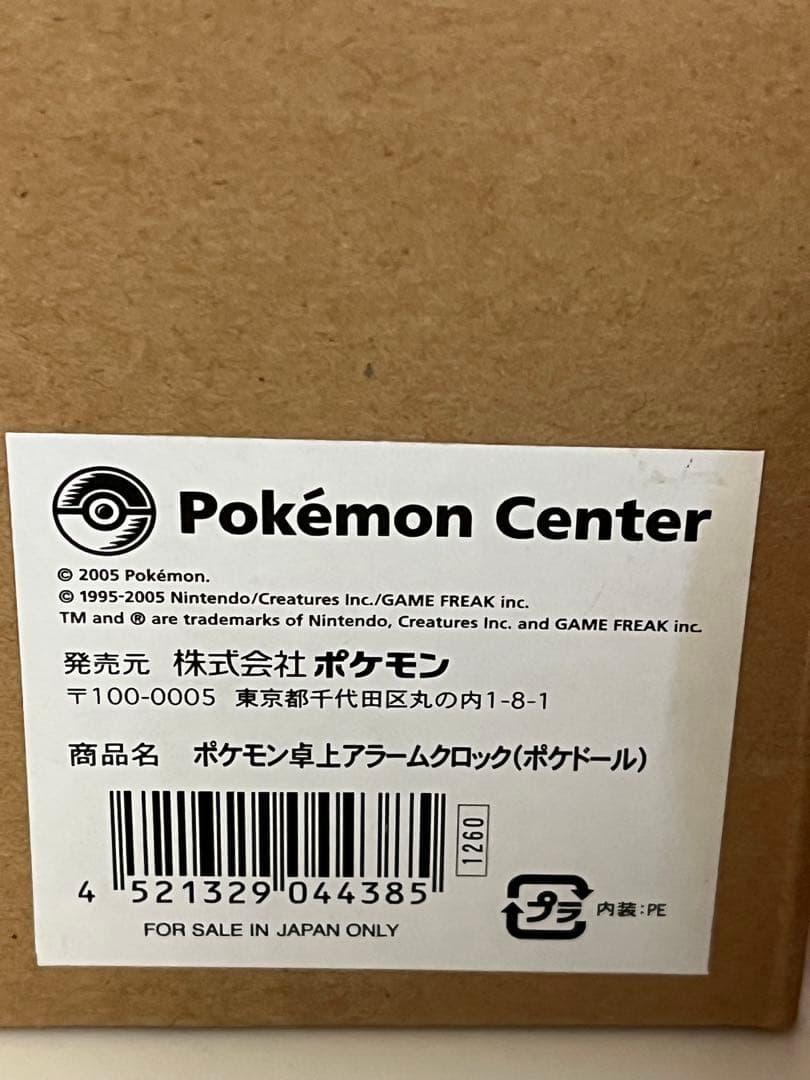 Pokémon Center
© 2005 Pokémon.
© 1995-2005 Nintendo/Creatures Inc./GAME FREAK inc.
TM and ® are trademarks of Nintendo, Creatures Inc. and GAME FREAK inc.
発売元 株式会社ポケモン
〒100-0005 東京都千代田区丸の内1-8-1
商品名 ポケモン卓上アラームクロック(ポケドール)
1260
4 521329 044385
プラ 内装:PE
FOR SALE IN JAPAN ONLY